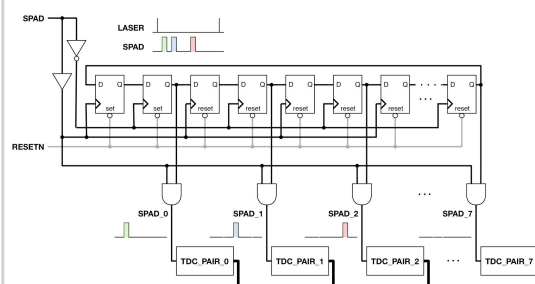 SPAD
LASER
SPAD
D Q D Q D Q D Q D Q D Q D Q . . . . D Q
. . .
set set reset reset reset reset reset reset
RESETN
SPAD_0 SPAD_1 SPAD_2 . . . SPAD_7
TDC_PAIR_0 TDC_PAIR_1 TDC_PAIR_2 . . . TDC_PAIR_7